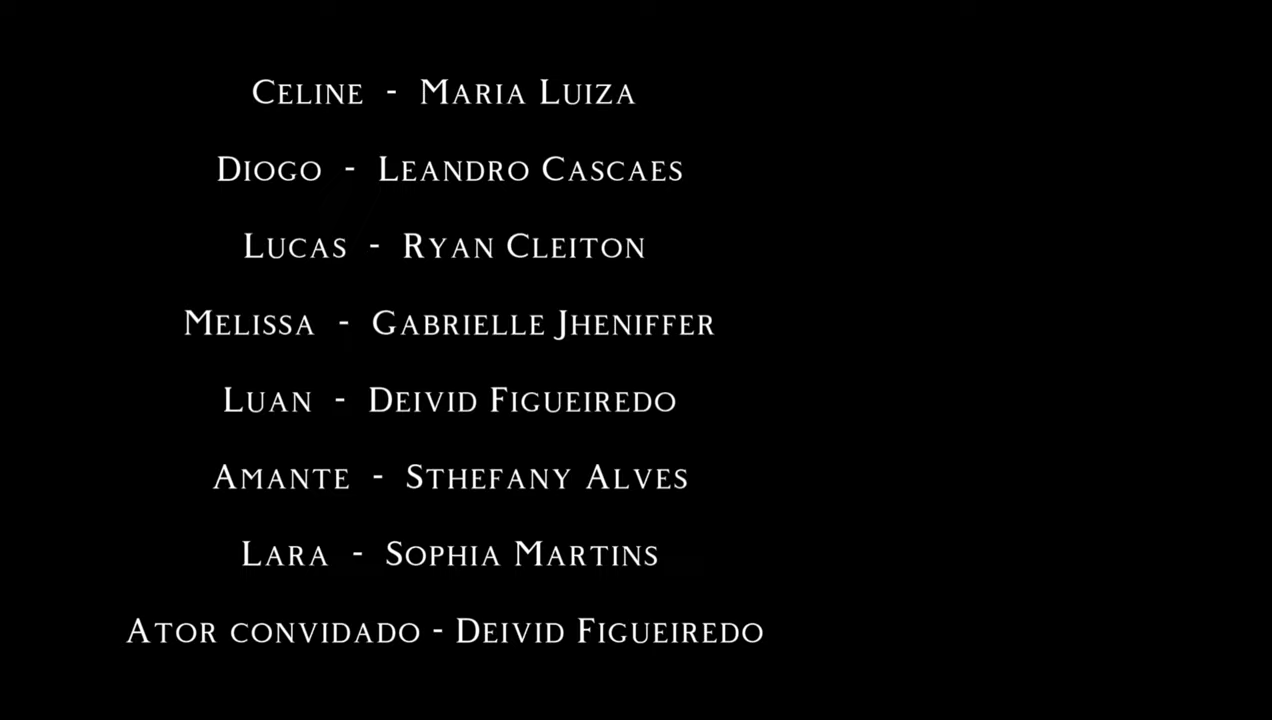 Celine - Maria Luiza
Diogo - Leandro Cascaes
Lucas - Ryan Cleiton
Melissa - Gabrielle Jheniffer
Luan - Deivid Figueiredo
Amante - Sthefany Alves
Lara - Sophia Martins
Ator convidado - Deivid Figueiredo